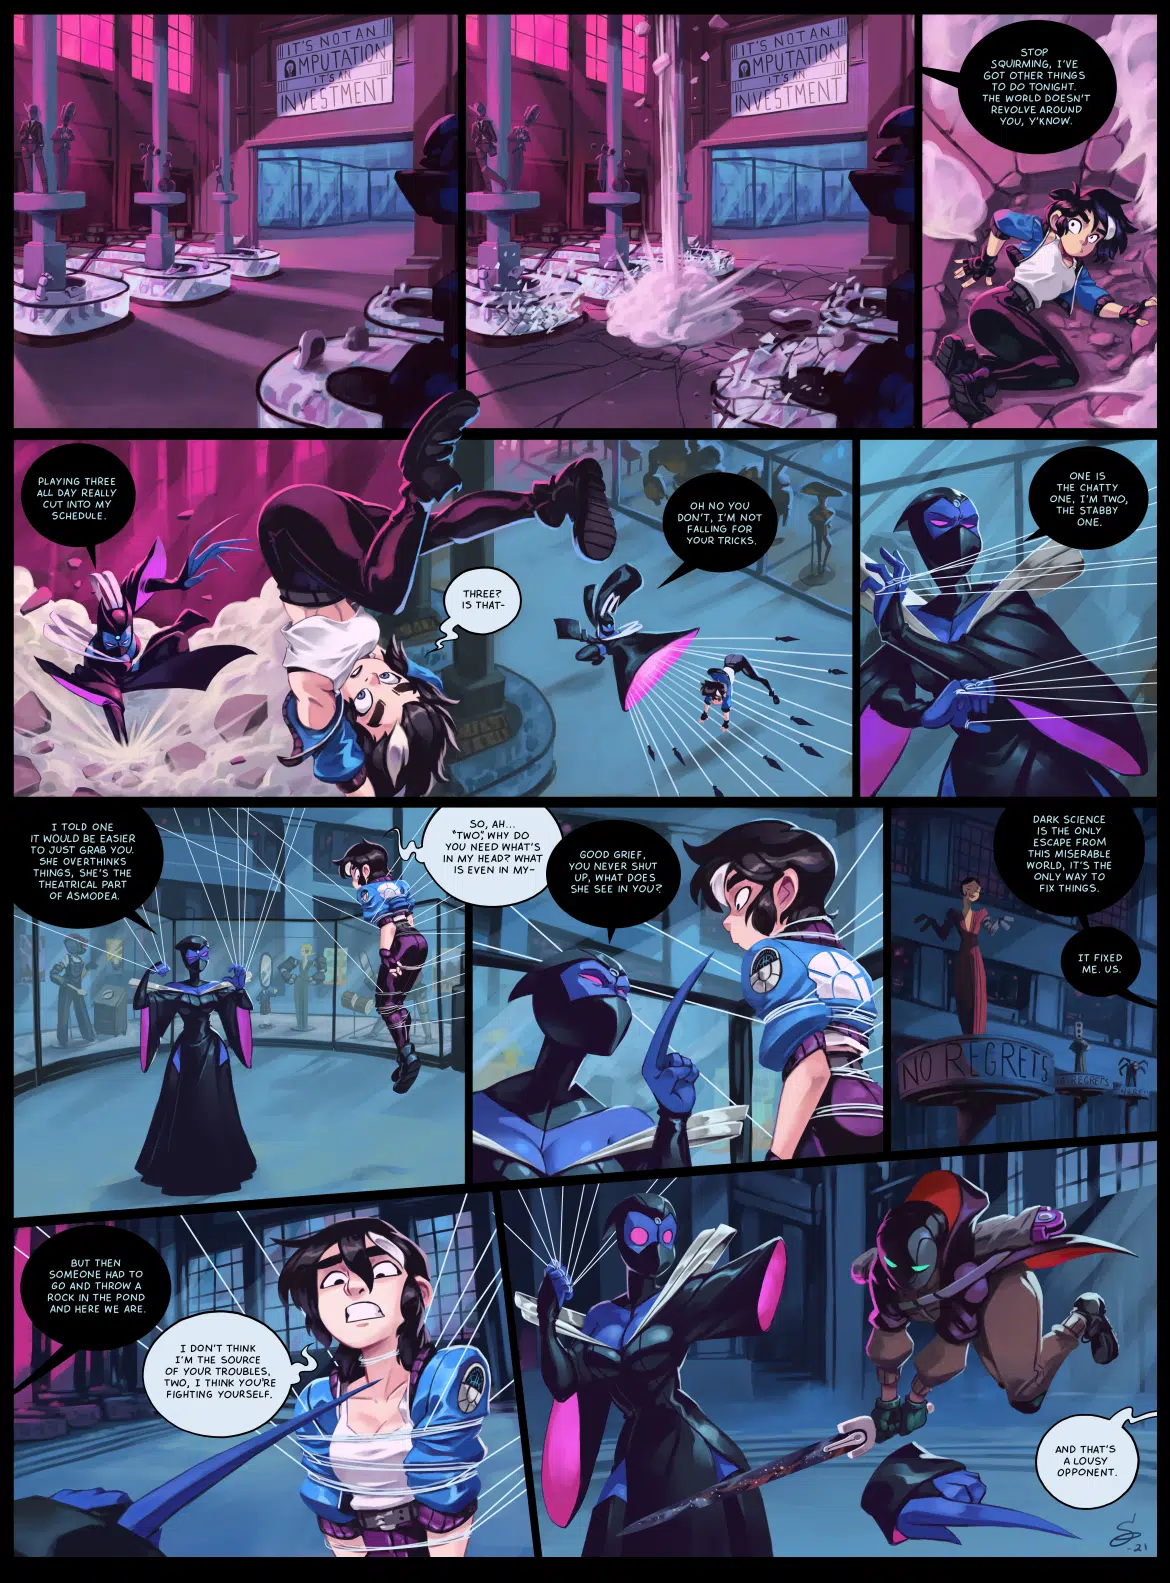 IT'S NOT AN
AMPUTATION
IT'S AN
INVESTMENT
IT'S NOT AN
AMPUTATION
IT'S AN
INVESTMENT
STOP
SQUIRMING, I'VE
GOT OTHER THINGS
TO DO TONIGHT.
THE WORLD DOESN'T
REVOLVE AROUND
YOU, Y'KNOW.
PLAYING THREE
ALL DAY REALLY
CUT INTO MY
SCHEDULE.
THREE?
IS THAT-
OH NO YOU
DON'T, I'M NOT
FALLING FOR
YOUR TRICKS.
ONE IS
THE CHATTY
ONE. I'M TWO,
THE STABBY
ONE.
I TOLD ONE
IT WOULD BE EASIER
TO JUST GRAB YOU.
SHE OVERTHINKS
THINGS, SHE'S THE
THEATRICAL PART
OF ASMODEA.
SO, AH...
"TWO", WHY DO
YOU NEED WHAT'S
IN MY HEAD? WHAT
IS EVEN IN MY-
GOOD GRIEF,
YOU NEVER SHUT
UP, WHAT DOES
SHE SEE IN YOU?
DARK SCIENCE
IS THE ONLY
ESCAPE FROM
THIS MISERABLE
WORLD, IT'S THE
ONLY WAY TO
FIX THINGS.
IT FIXED
ME. US.
NO REGRETS
REGRETS
BUT THEN
SOMEONE HAD TO
GO AND THROW A
ROCK IN THE POND
AND HERE WE ARE.
I DON'T THINK
I'M THE SOURCE
OF YOUR TROUBLES,
TWO, I THINK YOU'RE
FIGHTING YOURSELF.
AND THAT'S
A LOUSY
OPPONENT.
-21